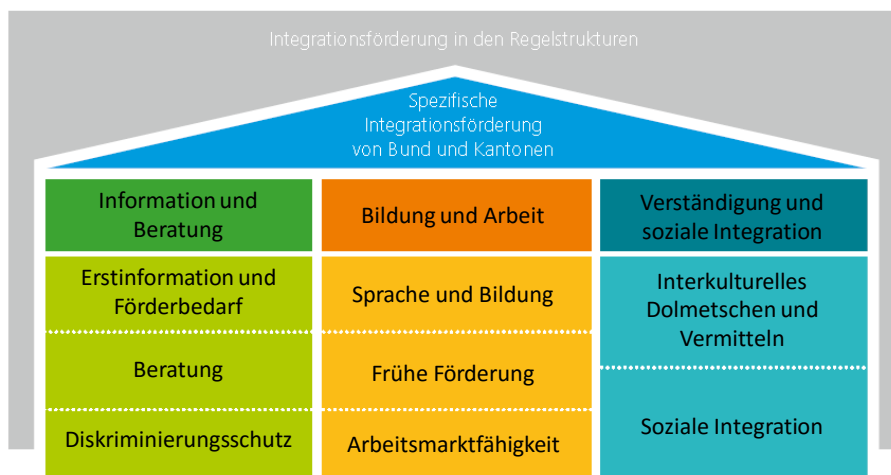 Integrationsförderung in den Regelstrukturen
Spezifische
Integrationsförderung
von Bund und Kantonen
Information und
Beratung
Bildung und Arbeit
Verständigung und
soziale Integration
Erstinformation und
Förderbedarf
Sprache und Bildung
Interkulturelles
Dolmetschen und
Vermitteln
Beratung
Frühe Förderung
Diskriminierungsschutz
Arbeitsmarktfähigkeit
Soziale Integration